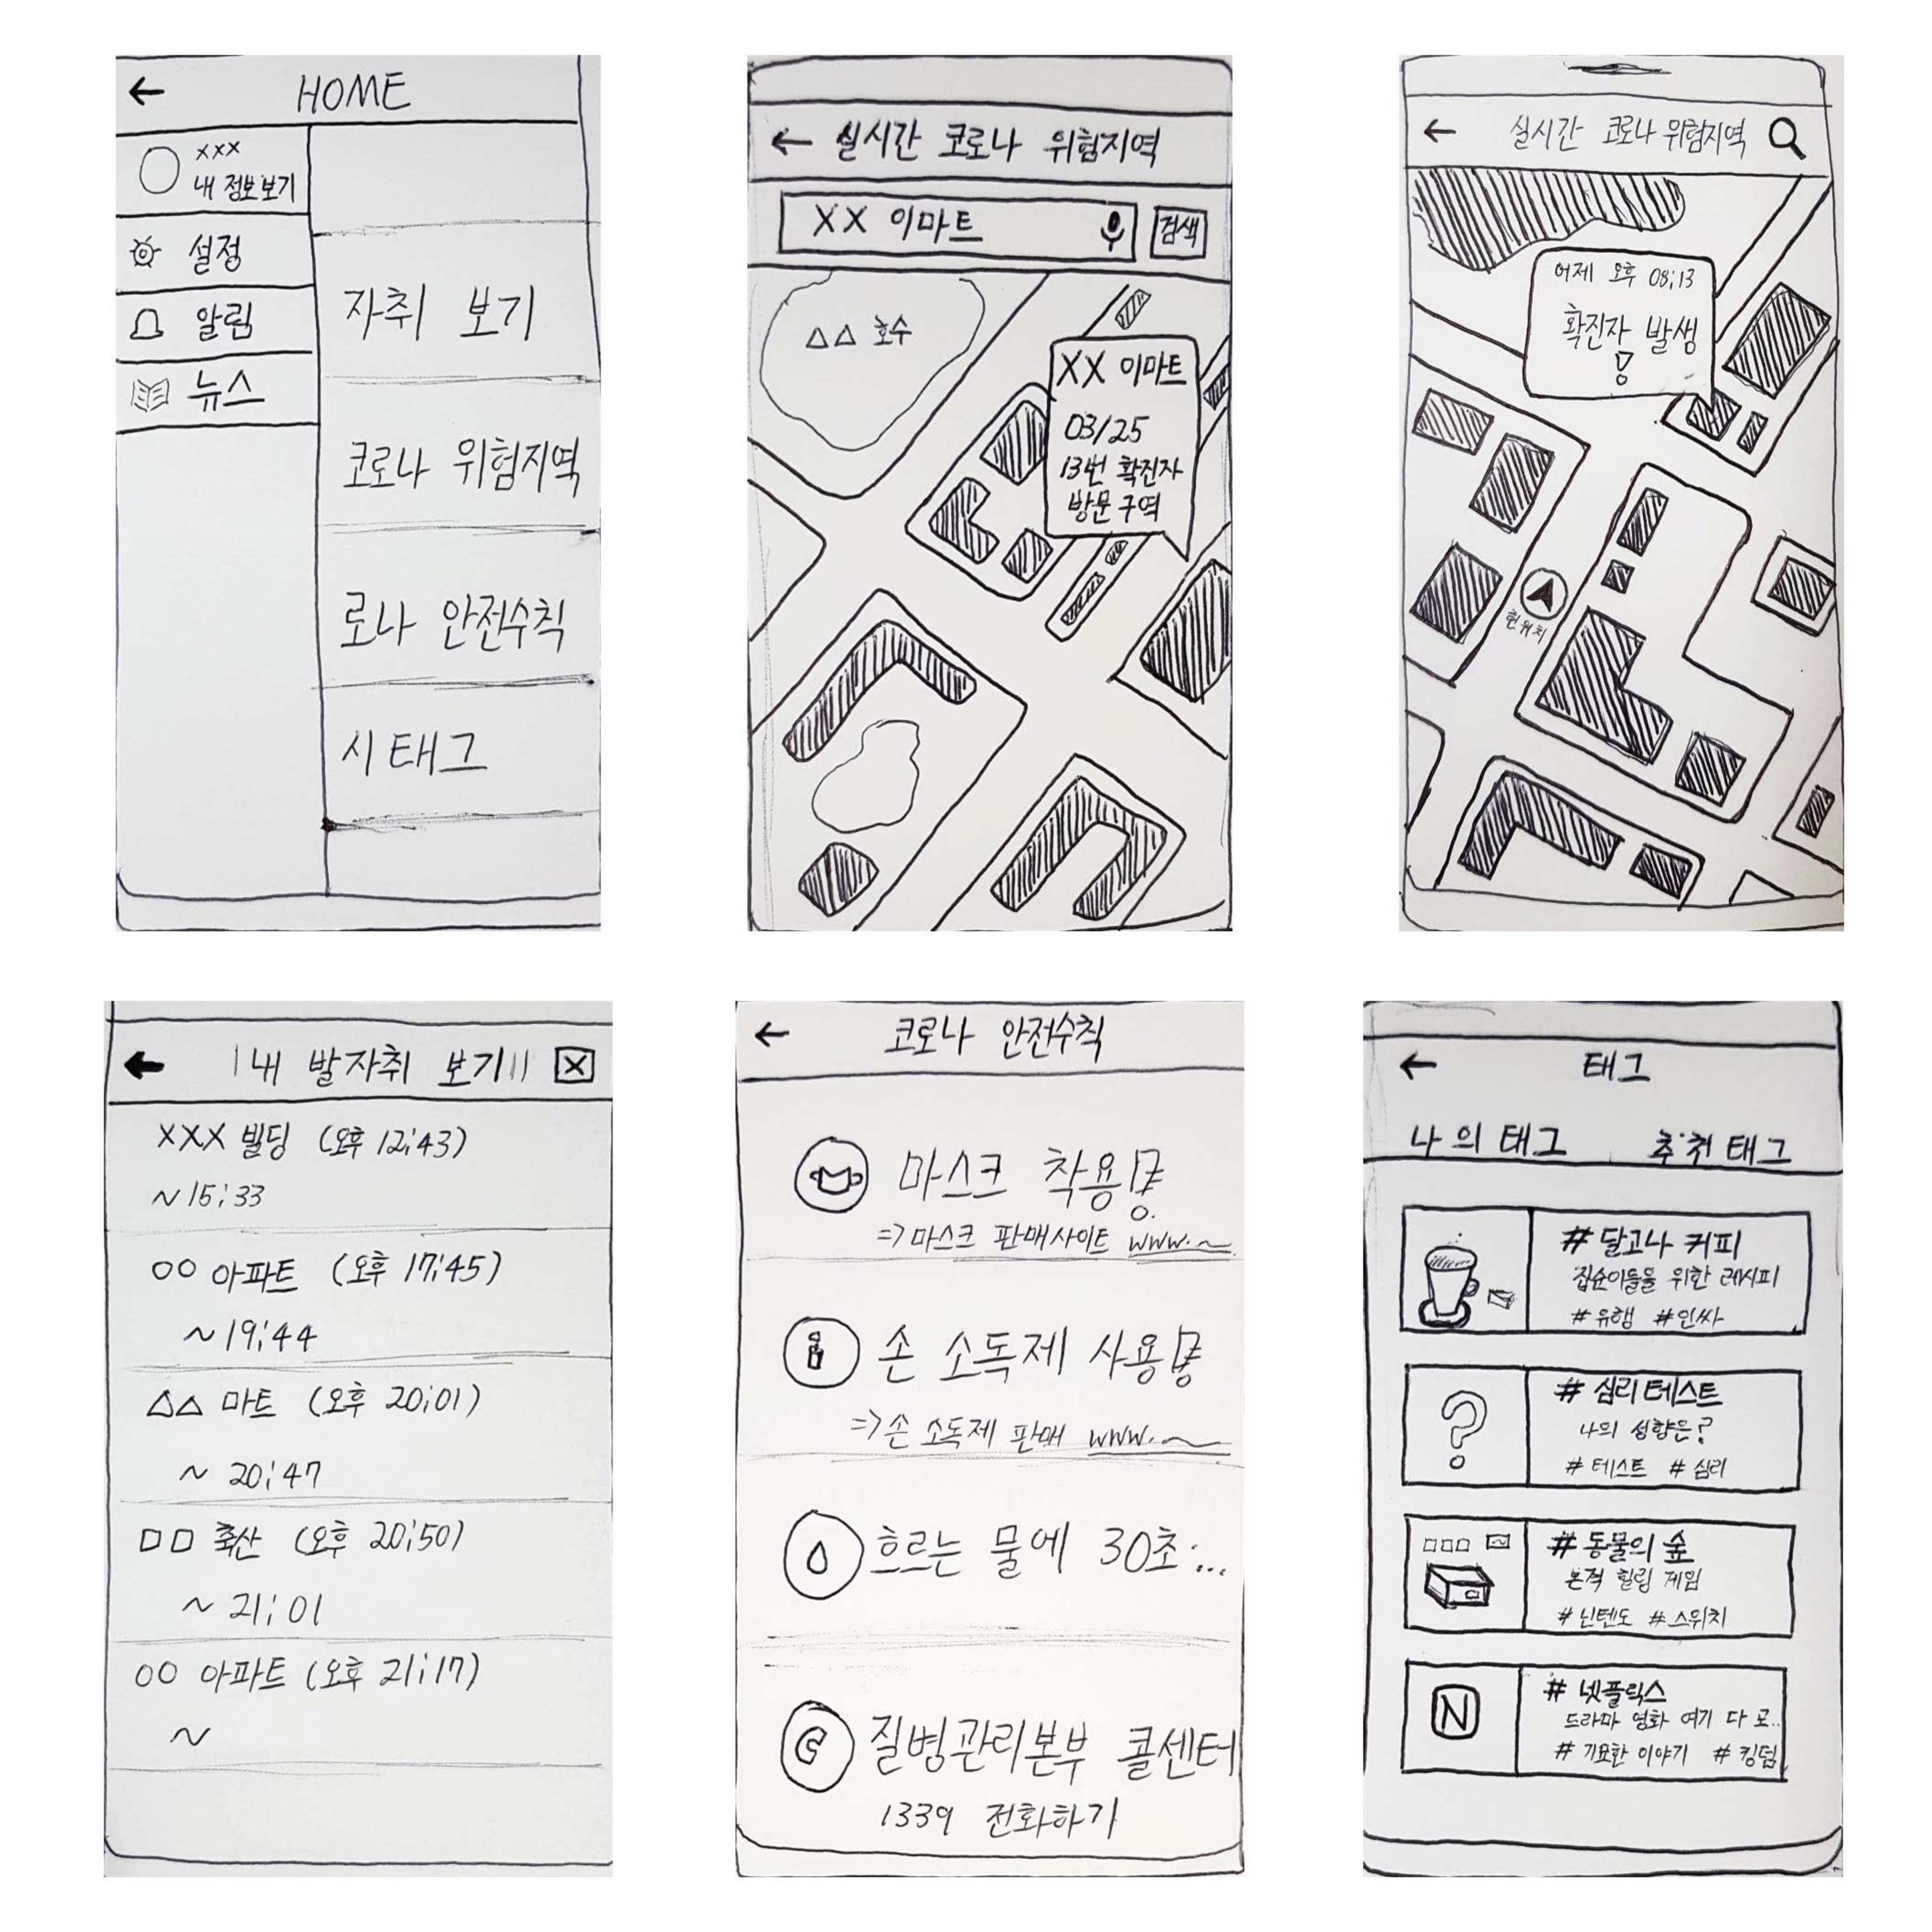 ← HOME
xxx
내 정보보기
설정
알림
뉴스
자취 보기
코로나 위험지역
로나 안전수칙
시 태그
← 실시간 코로나 위험지역
XX 이마트
검색
△△ 호수
XX 이마트
03/25
13번 확진자
방문 구역
← 실시간 코로나 위험지역
어제 오후 08;13
확진자 발생
!
현위치
← 내 발자취 보기 X
XXX 빌딩 (오후 12;43)
~15;33
○○ 아파트 (오후 17;45)
~19;44
△△ 마트 (오후 20;01)
~ 20;47
□□ 축산 (오후 20;50)
~ 21;01
○○ 아파트 (오후 21;17)
~
← 코로나 안전수칙
마스크 착용!
=> 마스크 판매사이트 www.~
손 소독제 사용!
=> 손 소독제 판매 www.~
흐르는 물에 30초...
질병관리본부 콜센터
1339 전화하기
← 태그
나의 태그 추천 태그
# 달고나 커피
집순이들을 위한 레시피
# 유행 # 인싸
?
# 심리테스트
나의 성향은?
# 테스트 # 심리
# 동물의 숲
본격 힐링 게임
# 닌텐도 # 스위치
N
# 넷플릭스
드라마 영화 여기 다 모..
# 기묘한 이야기 # 킹덤